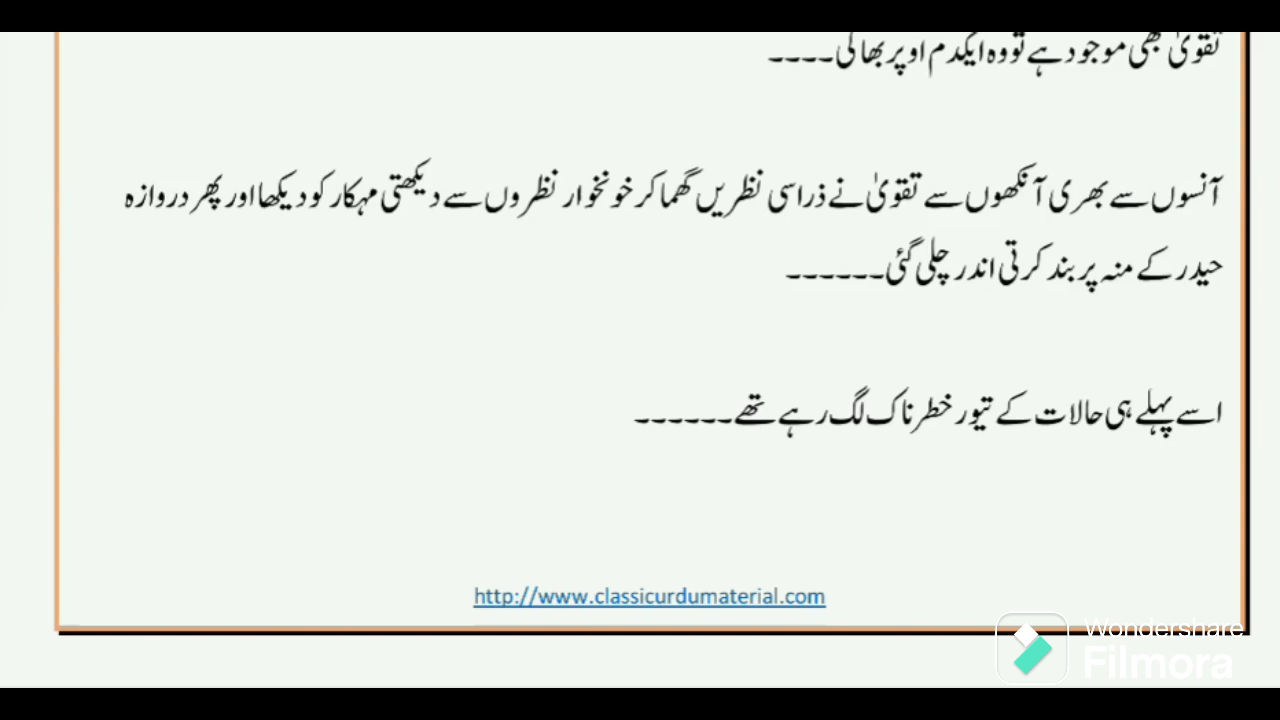 تقویٰ بھی موجود ہے تو وہ ایکدم اوپر بھاگی ۔۔۔۔
آنسوں سے بھری آنکھوں سے تقویٰ نے ذرا سی نظریں گھما کر خونخوار نظروں سے دیکھتی مہکار کو دیکھا اور پھر دروازہ
حیدر کے منہ پر بند کرتی اندر چلی گئی ۔۔۔۔۔۔
اسے پہلے ہی حالات کے تیور خطرناک لگ رہے تھے ۔۔۔۔۔۔
http://www.classicurdumaterial.com
Wondershare
Filmora